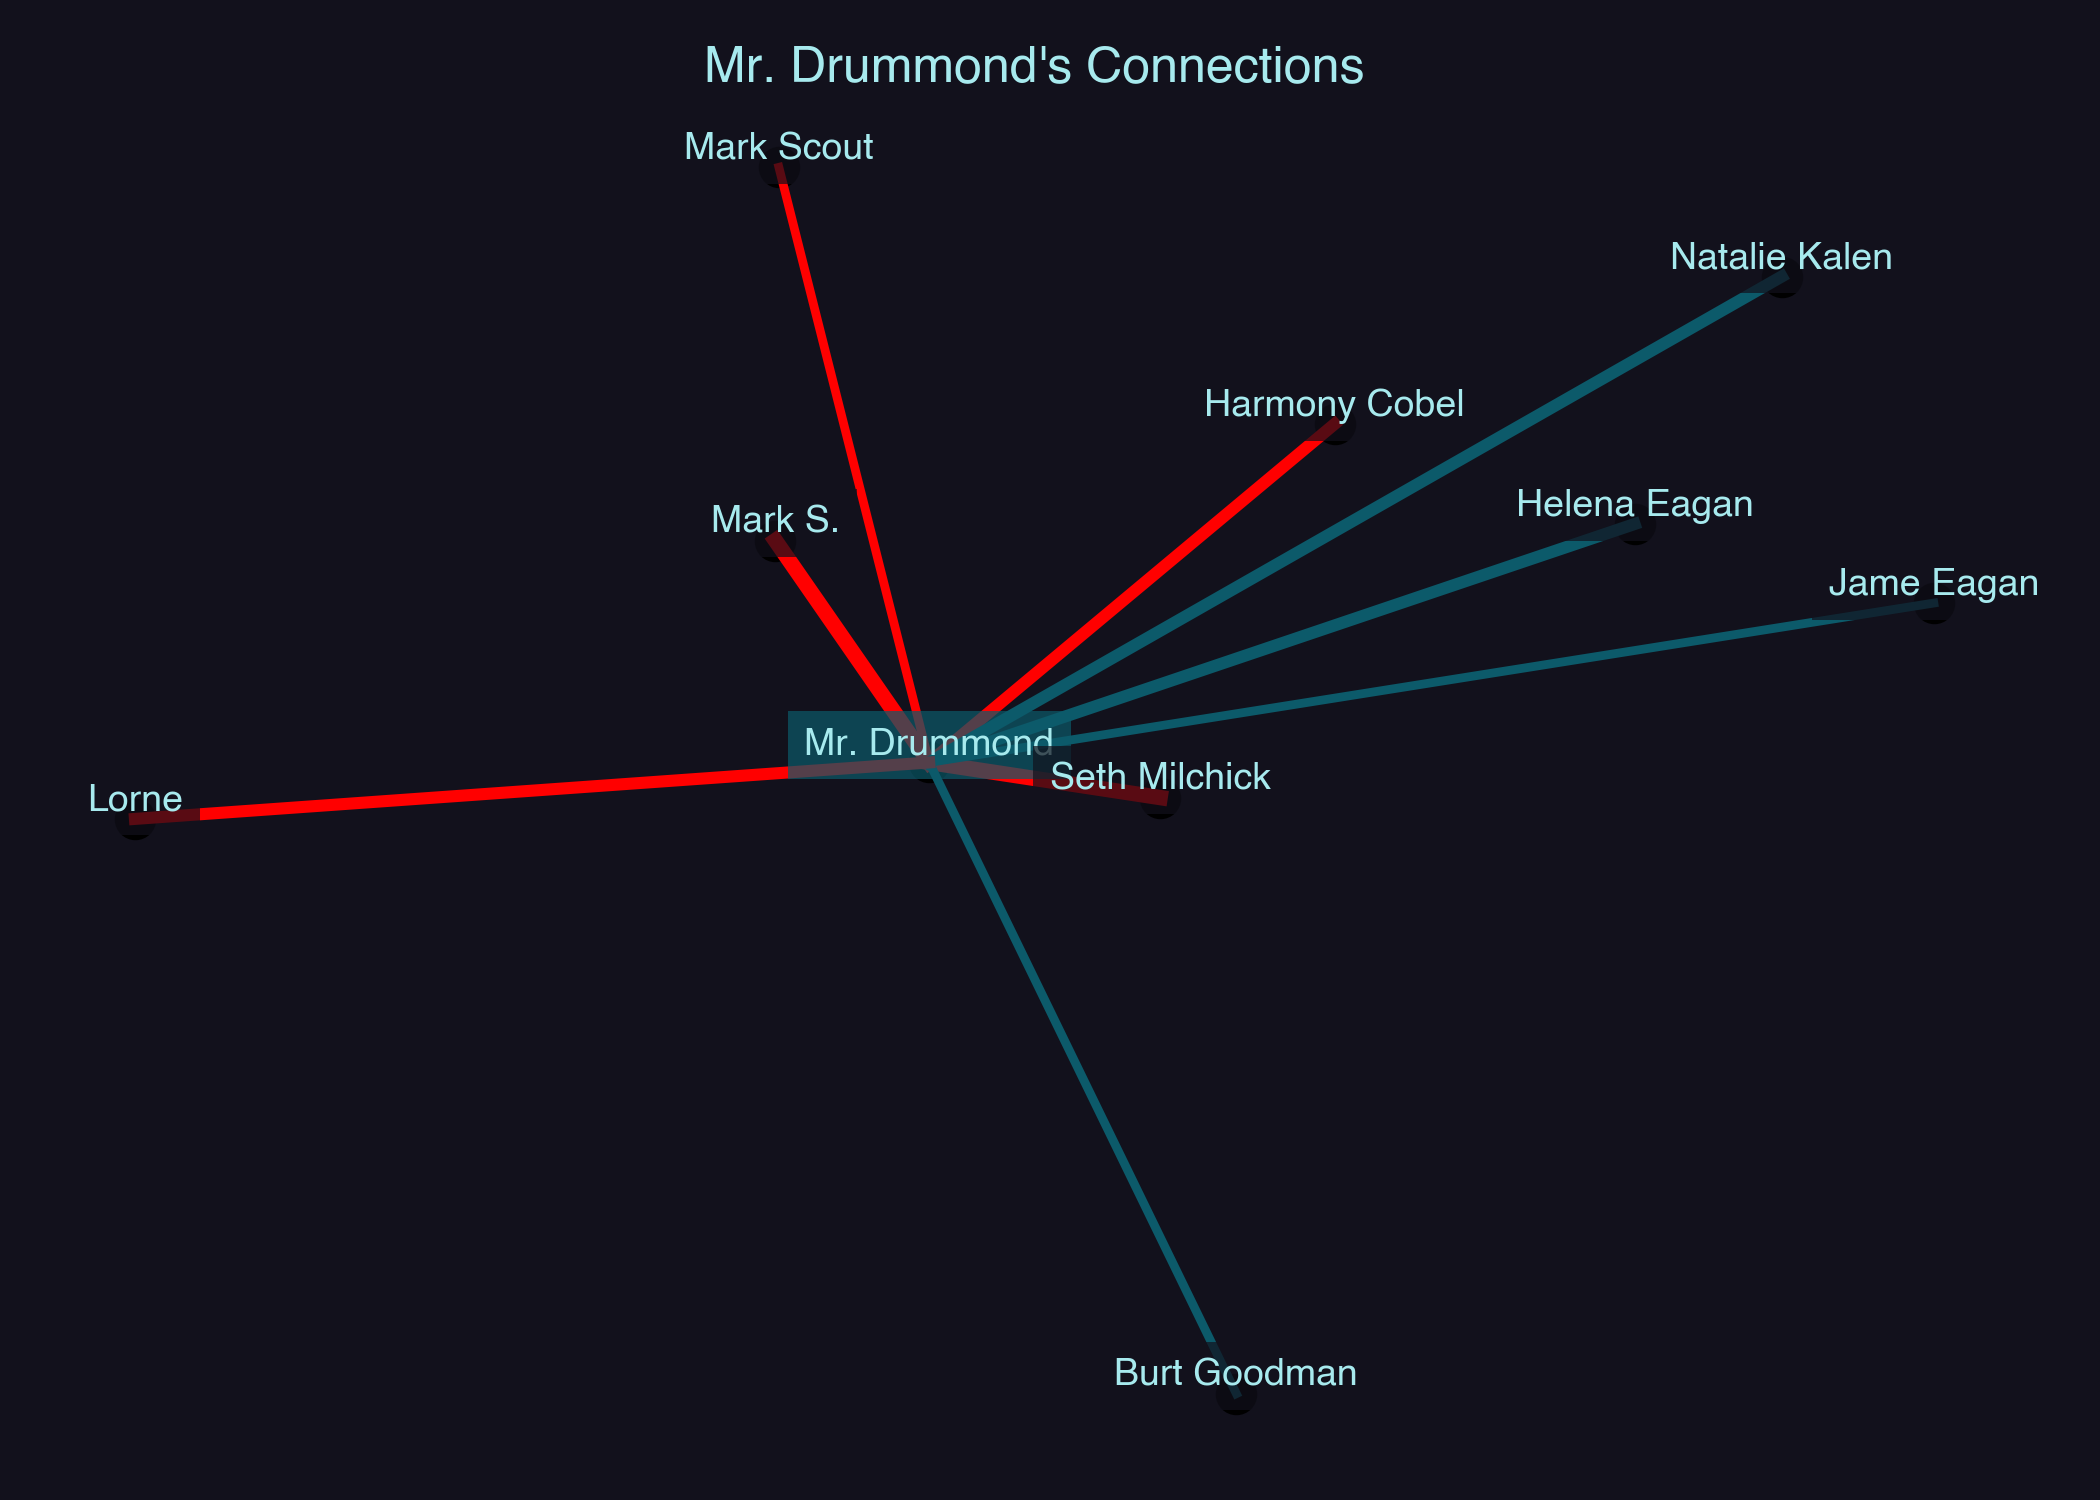 Mr. Drummond's Connections
Mark Scout
Natalie Kalen
Harmony Cobel
Helena Eagan
Mark S.
Jame Eagan
Mr. Drummond
Seth Milchick
Lorne
Burt Goodman